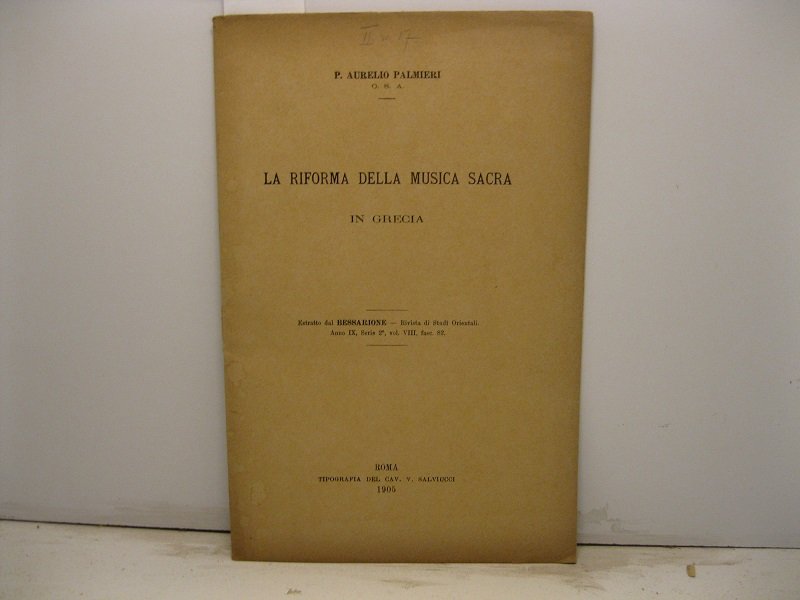 P. AURELIO PALMIERI
O. S. A.
LA RIFORMA DELLA MUSICA SACRA
IN GRECIA
Estratto dal BESSARIONE — Rivista di Studi Orientali.
Anno IX, Serie 2ª, vol. VIII, fasc. 82.
ROMA
TIPOGRAFIA DEL CAV. V. SALVIUCCI
1905